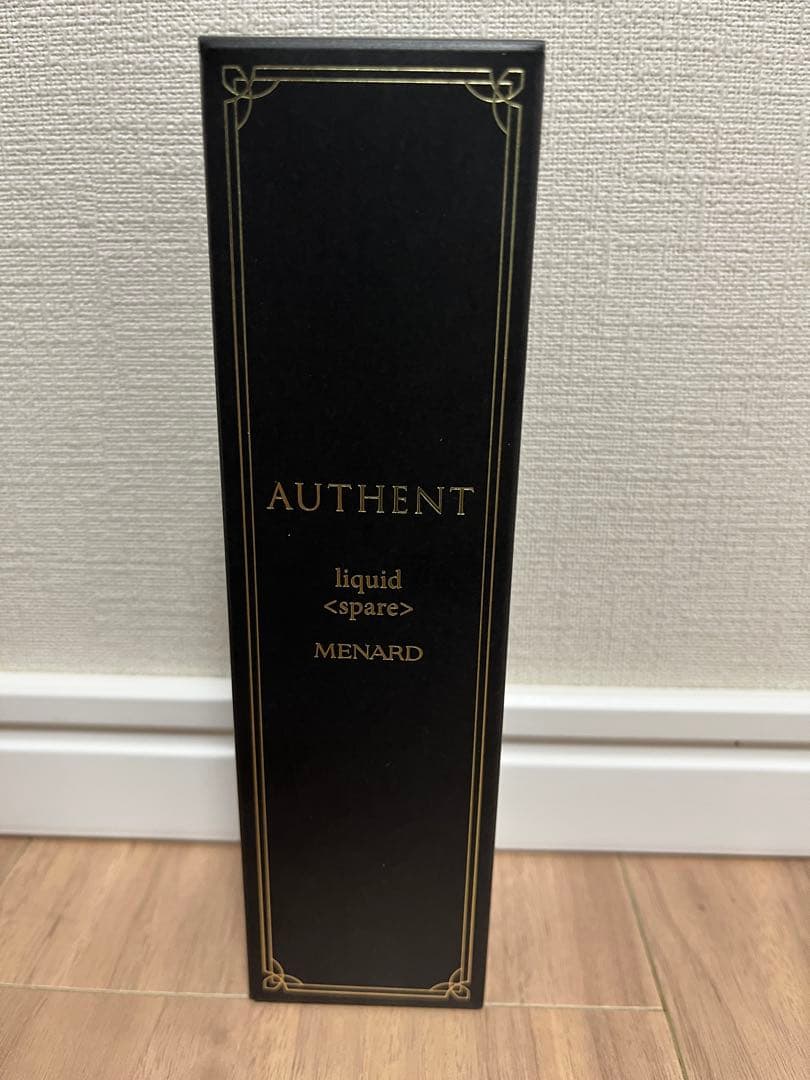 AUTHENT
liquid
<spare>
MENARD